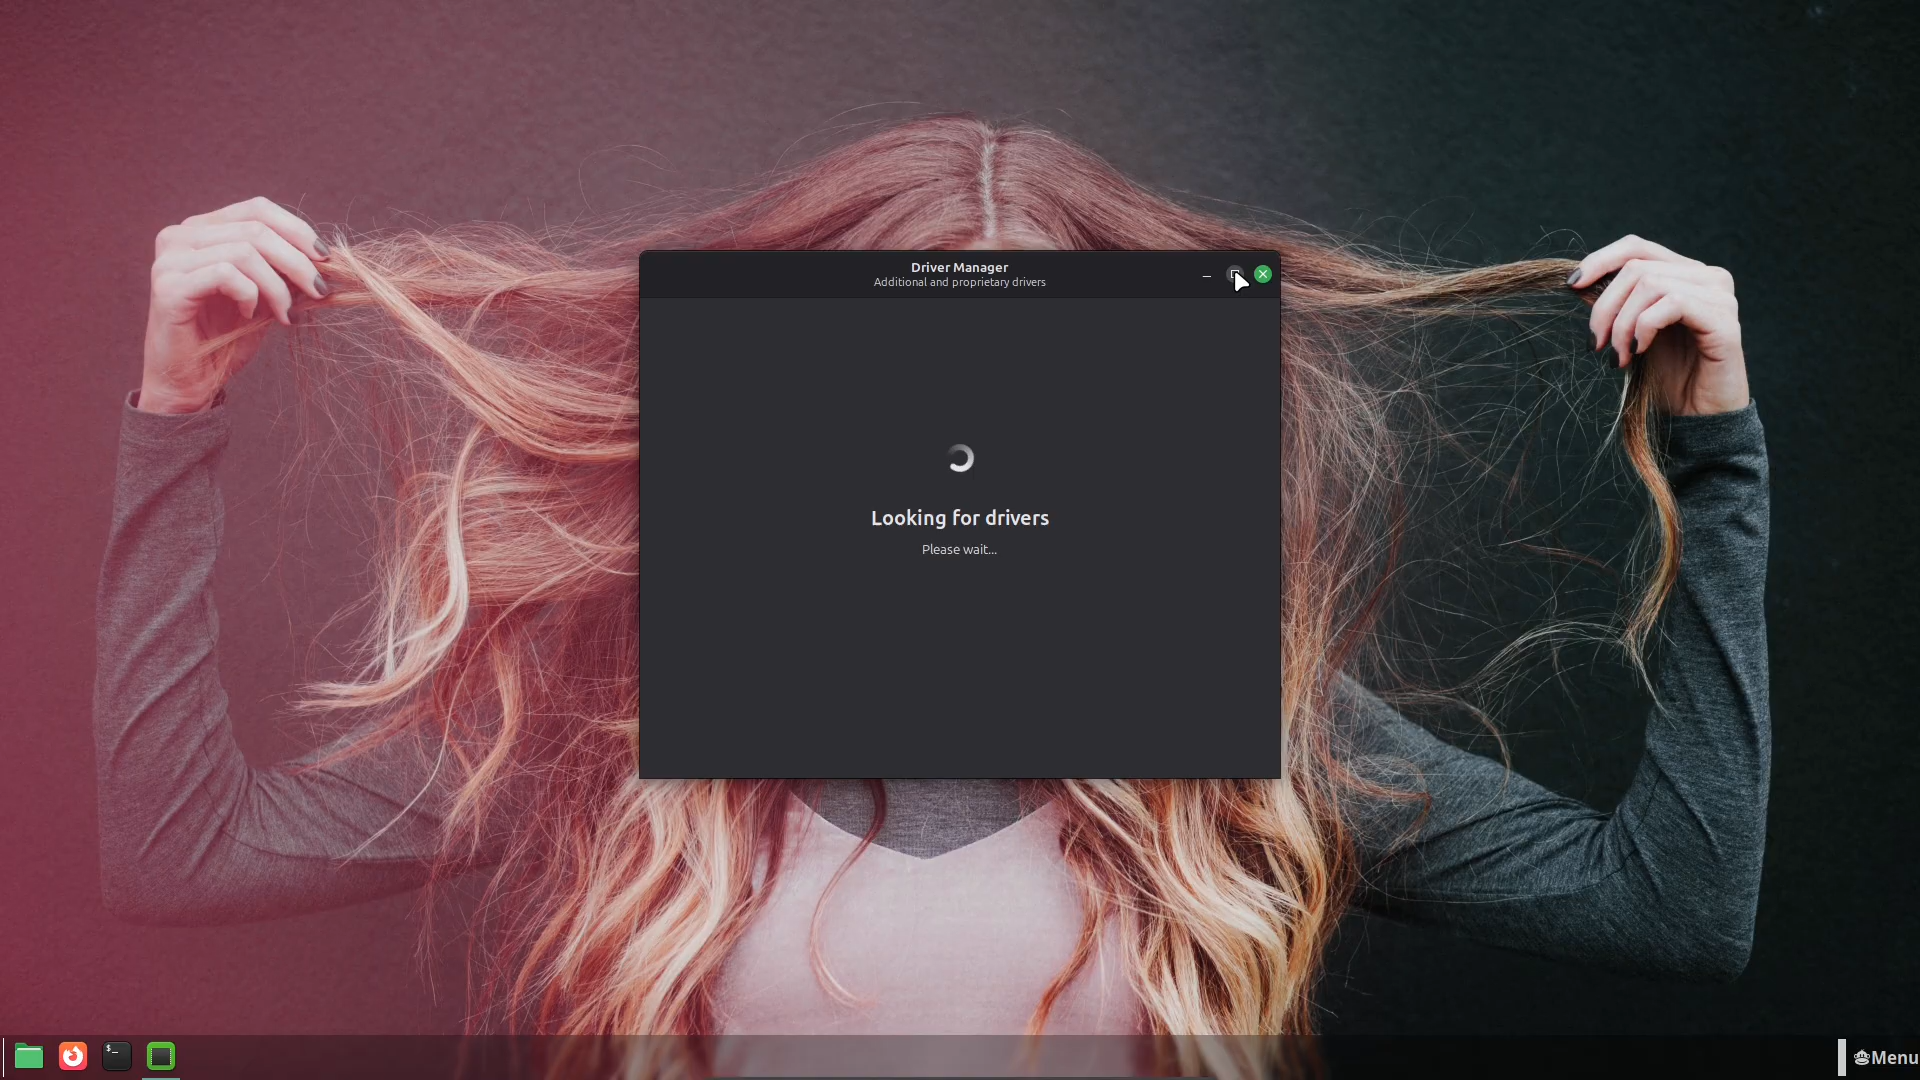 Driver Manager
Additional and proprietary drivers
Looking for drivers
Please wait...
$_
Menu